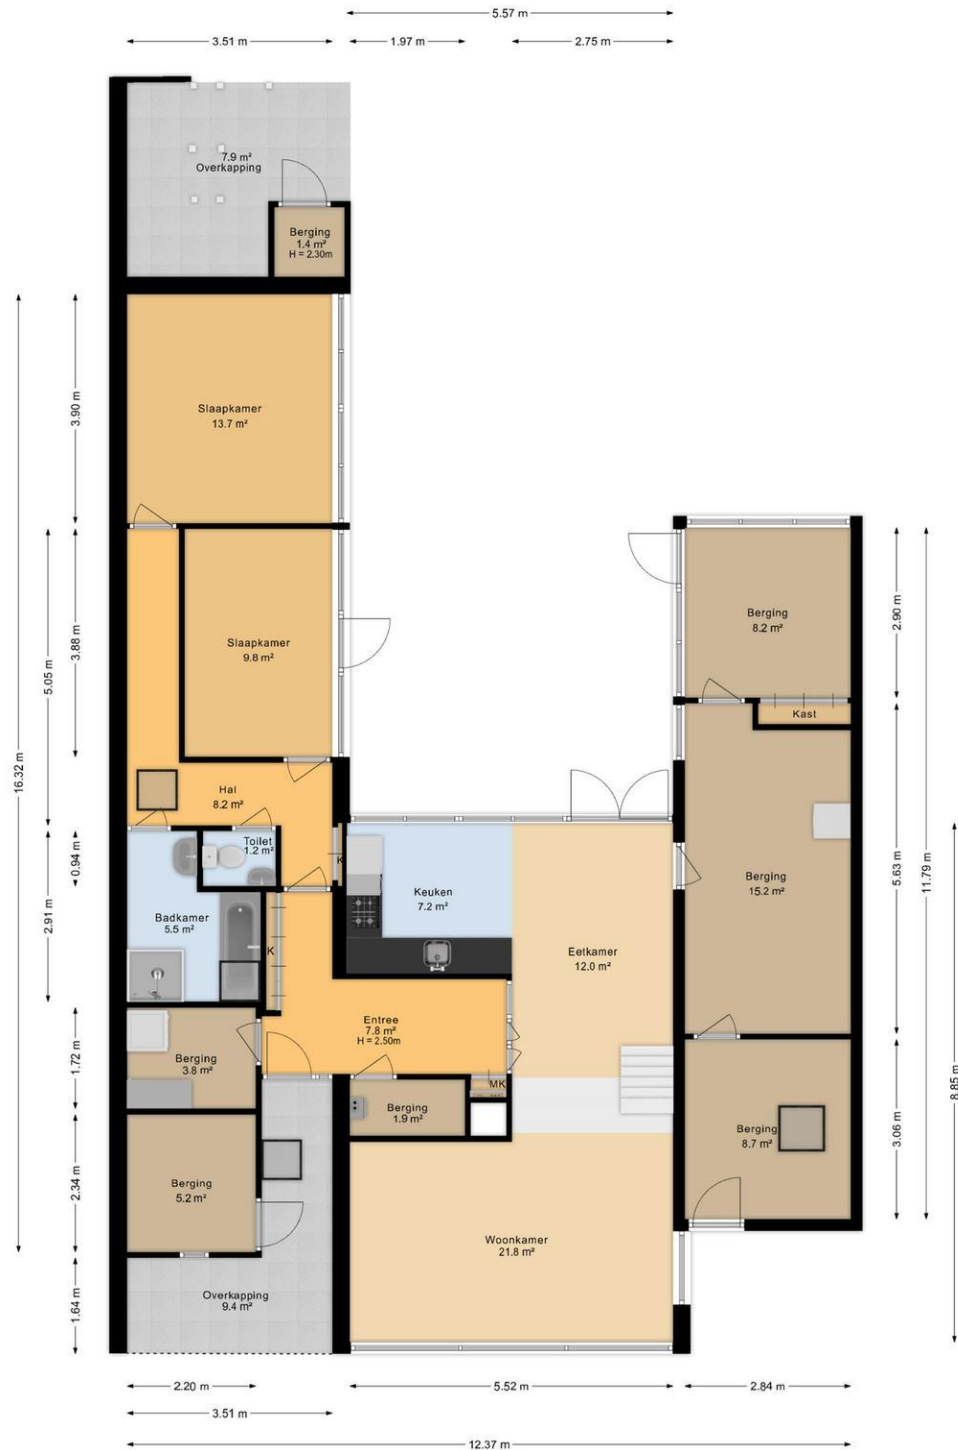 5.57 m
3.51 m
1.97 m
2.75 m
7.9 m²
Overkapping
Berging
1.4 m²
H = 2.30m
Slaapkamer
13.7 m²
3.90 m
Slaapkamer
9.8 m²
3.88 m
5.05 m
16.32 m
Berging
8.2 m²
2.90 m
Kast
Hal
8.2 m²
Toilet
1.2 m²
K
0.94 m
2.91 m
Keuken
7.2 m²
Berging
15.2 m²
5.63 m
11.79 m
Badkamer
5.5 m²
K
Eetkamer
12.0 m²
Entree
7.8 m²
H = 2.50m
Berging
3.8 m²
1.72 m
MK
Berging
1.9 m²
Berging
8.7 m²
3.06 m
8.85 m
Berging
5.2 m²
2.34 m
Woonkamer
21.8 m²
Overkapping
9.4 m²
1.64 m
2.20 m
5.52 m
2.84 m
3.51 m
12.37 m